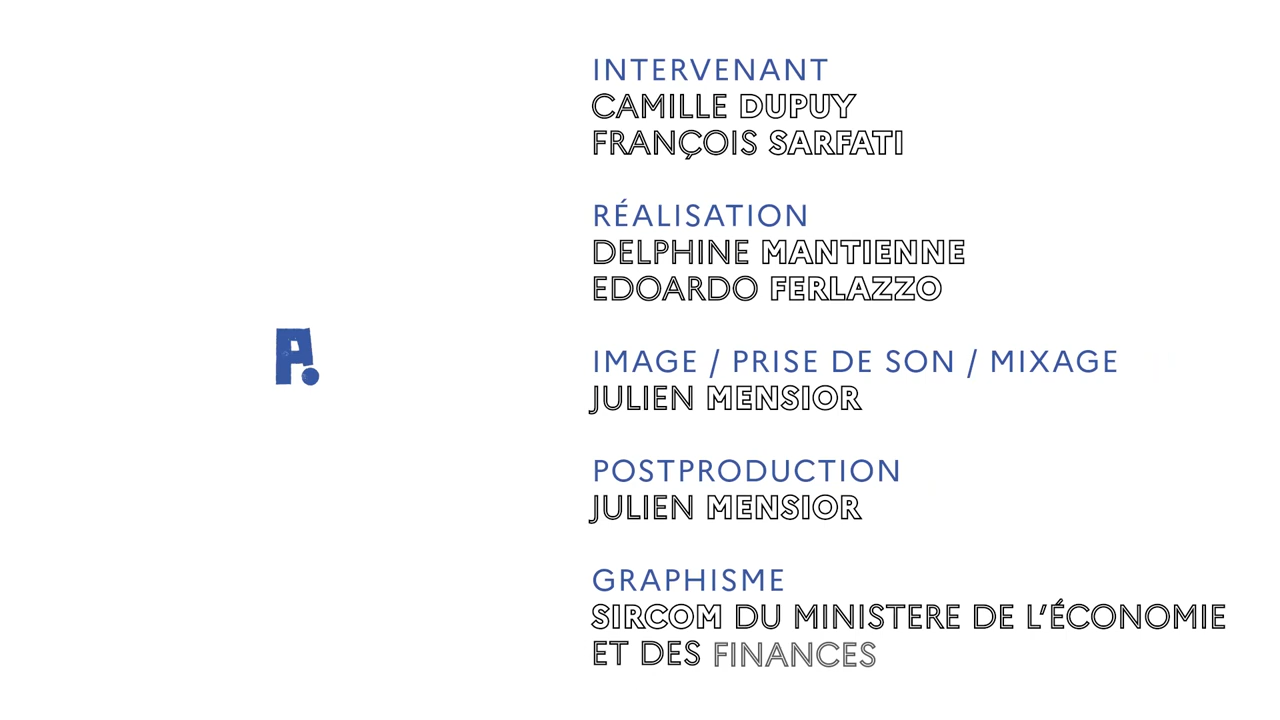 P.
INTERVENANT
CAMILLE DUPUY
FRANÇOIS SARFATI
RÉALISATION
DELPHINE MANTIENNE
EDOARDO FERLAZZO
IMAGE / PRISE DE SON / MIXAGE
JULIEN MENSIOR
POSTPRODUCTION
JULIEN MENSIOR
GRAPHISME
SIRCOM DU MINISTERE DE L'ÉCONOMIE
ET DES FINANCES